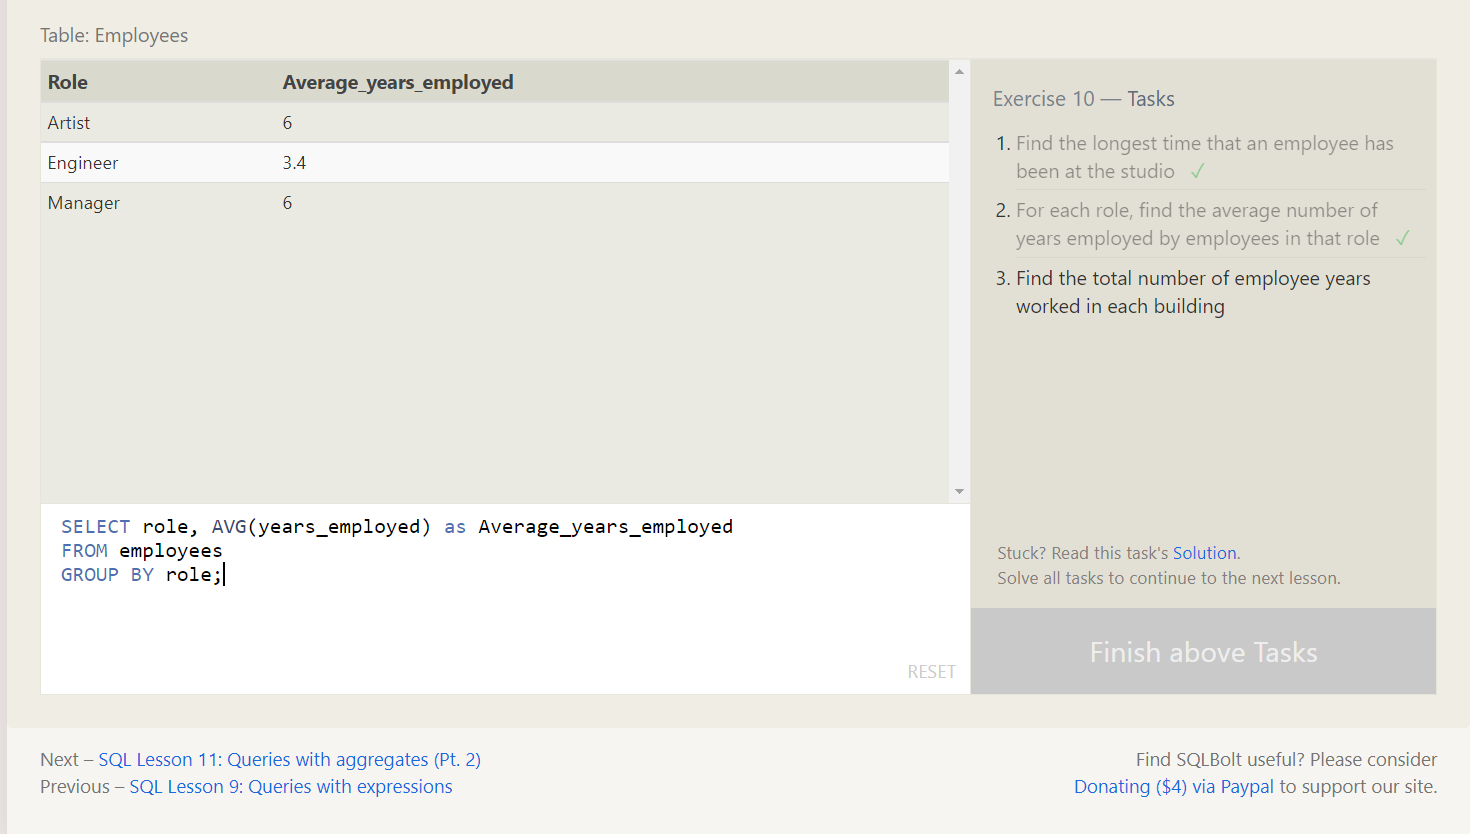 Table: Employees
Role Average_years_employed
Artist 6
Engineer 3.4
Manager 6
SELECT role, AVG(years_employed) as Average_years_employed
FROM employees
GROUP BY role;
RESET
Exercise 10 — Tasks
1. Find the longest time that an employee has
been at the studio ✓
2. For each role, find the average number of
years employed by employees in that role ✓
3. Find the total number of employee years
worked in each building
Stuck? Read this task's Solution.
Solve all tasks to continue to the next lesson.
Finish above Tasks
Next – SQL Lesson 11: Queries with aggregates (Pt. 2)
Previous – SQL Lesson 9: Queries with expressions
Find SQLBolt useful? Please consider
Donating ($4) via Paypal to support our site.